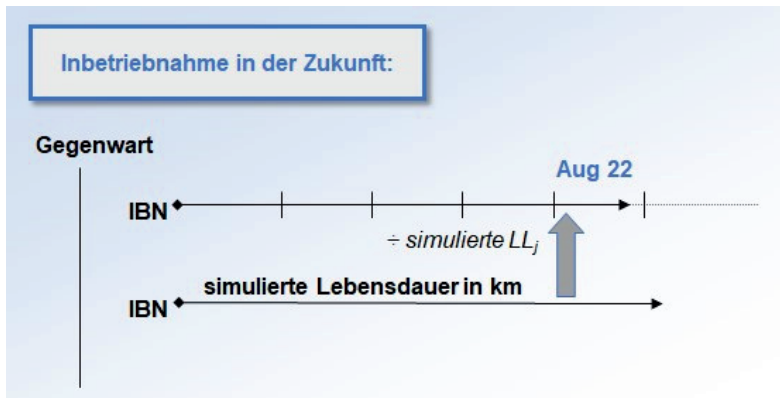 Inbetriebnahme in der Zukunft:
Gegenwart
Aug 22
IBN
÷ simulierte LLj
simulierte Lebensdauer in km
IBN